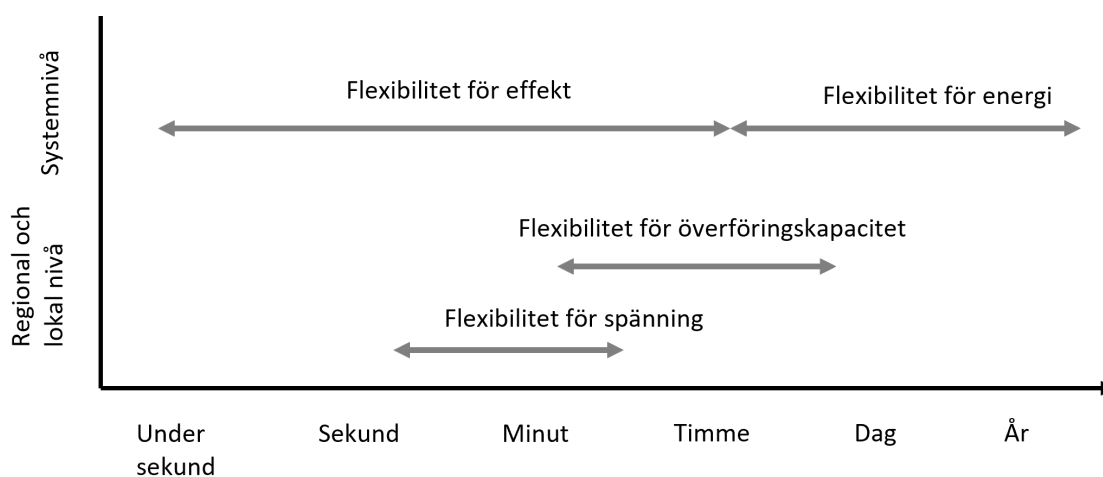 Systemnivå
Flexibilitet för effekt
Flexibilitet för energi
Regional och
lokal nivå
Flexibilitet för överföringskapacitet
Flexibilitet för spänning
Under
sekund
Sekund
Minut
Timme
Dag
År